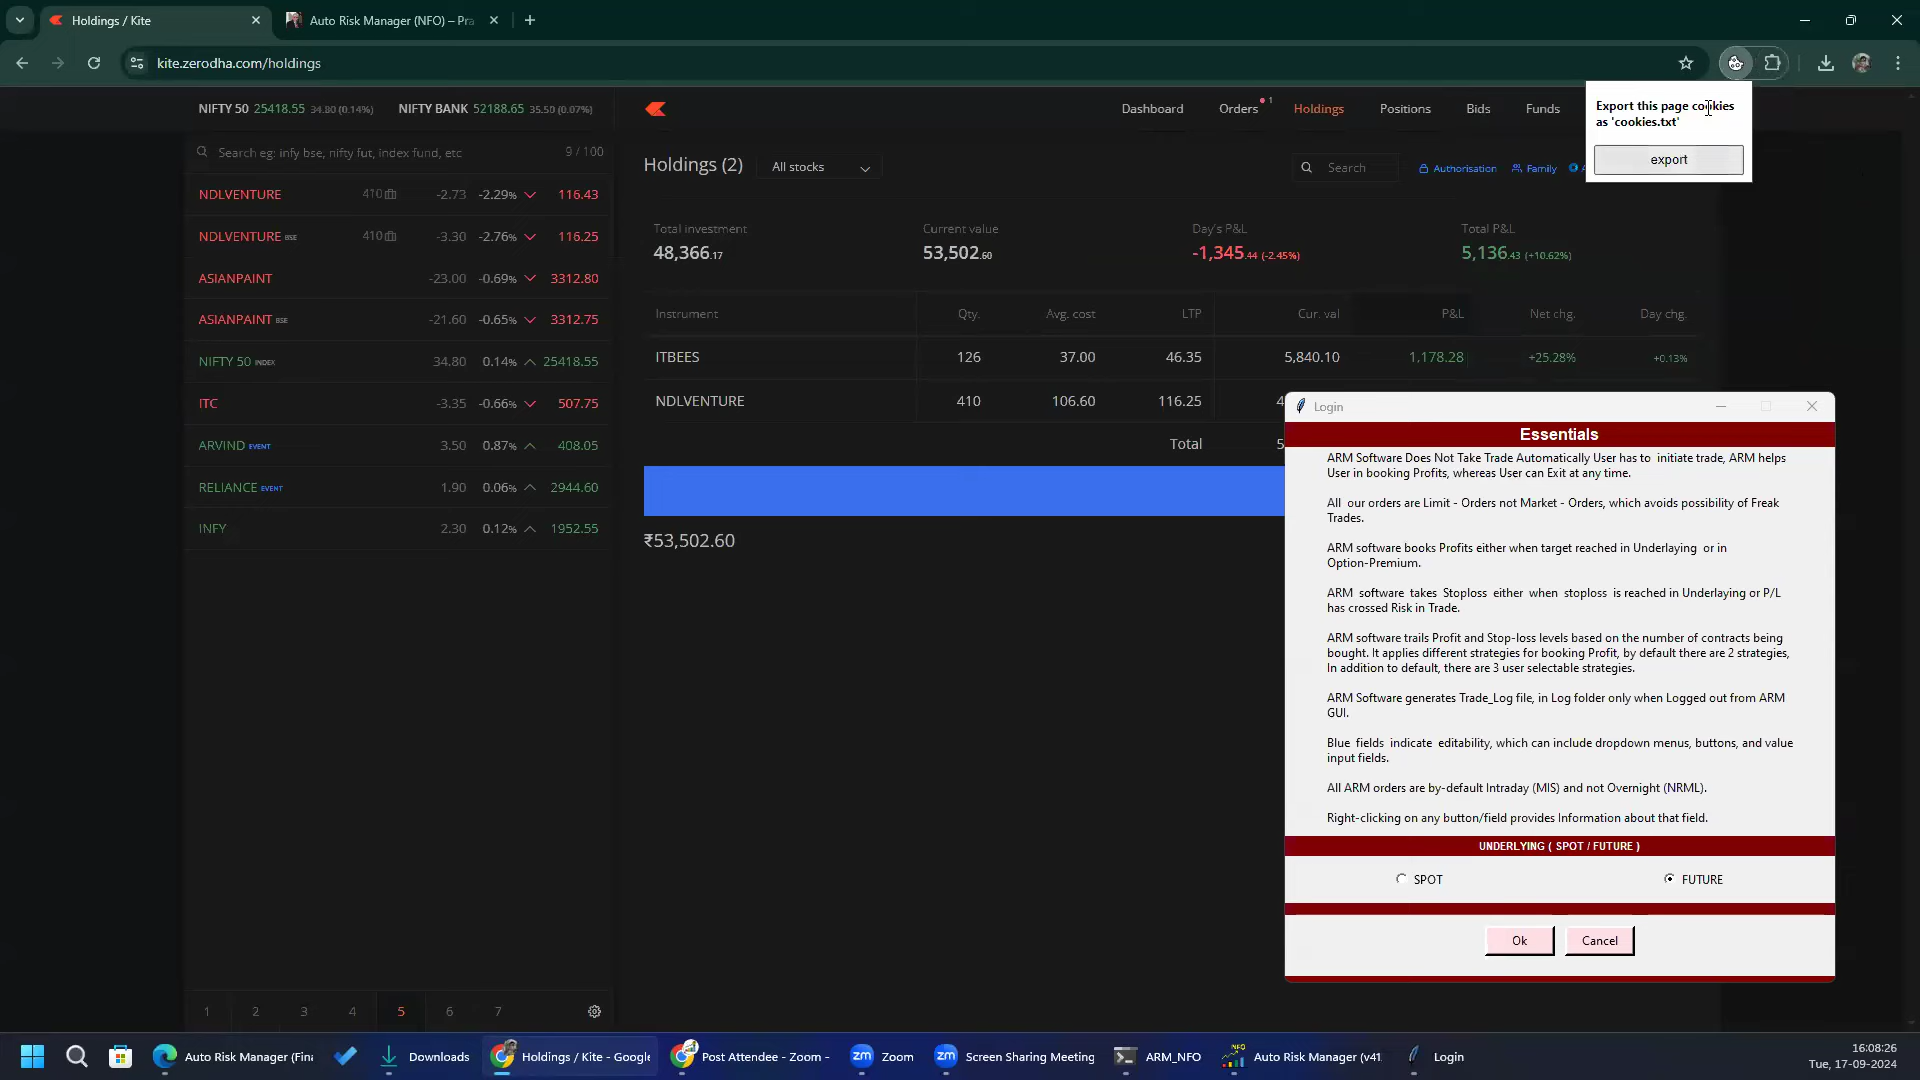 Holdings / Kite
Auto Risk Manager (NFO) – Pra
kite.zerodha.com/holdings
Export this page cookies
as 'cookies.txt'
export
NIFTY 50 25418.55 34.80 (0.14%)
NIFTY BANK 52188.65 35.50 (0.07%)
Dashboard
Orders 1
Holdings
Positions
Bids
Funds
Search eg: infy bse, nifty fut, index fund, etc
9 / 100
NDLVENTURE 410 -2.73 -2.29% 116.43
NDLVENTURE BSE 410 -3.30 -2.76% 116.25
ASIANPAINT -23.00 -0.69% 3312.80
ASIANPAINT BSE -21.60 -0.65% 3312.75
NIFTY 50 INDEX 34.80 0.14% 25418.55
ITC -3.35 -0.66% 507.75
ARVIND EVENT 3.50 0.87% 408.05
RELIANCE EVENT 1.90 0.06% 2944.60
INFY 2.30 0.12% 1952.55
1 2 3 4 5 6 7
Holdings (2)
All stocks
Search
Authorisation
Family
Total investment
48,366.17
Current value
53,502.60
Day's P&L
-1,345.44 (-2.45%)
Total P&L
5,136.43 (+10.62%)
Instrument Qty. Avg. cost LTP Cur. val P&L Net chg. Day chg.
ITBEES 126 37.00 46.35 5,840.10 1,178.28 +25.28% +0.13%
NDLVENTURE 410 106.60 116.25 4
Total 5
₹53,502.60
Login
Essentials
ARM Software Does Not Take Trade Automatically User has to initiate trade, ARM helps
User in booking Profits, whereas User can Exit at any time.
All our orders are Limit - Orders not Market - Orders, which avoids possibility of Freak
Trades.
ARM software books Profits either when target reached in Underlaying or in
Option-Premium.
ARM software takes Stoploss either when stoploss is reached in Underlaying or P/L
has crossed Risk in Trade.
ARM software trails Profit and Stop-loss levels based on the number of contracts being
bought. It applies different strategies for booking Profit, by default there are 2 strategies,
In addition to default, there are 3 user selectable strategies.
ARM Software generates Trade_Log file, in Log folder only when Logged out from ARM
GUI.
Blue fields indicate editability, which can include dropdown menus, buttons, and value
input fields.
All ARM orders are by-default Intraday (MIS) and not Overnight (NRML).
Right-clicking on any button/field provides Information about that field.
UNDERLYING ( SPOT / FUTURE )
SPOT
FUTURE
Ok
Cancel
Auto Risk Manager (Fina
Downloads
Holdings / Kite - Google
Post Attendee - Zoom -
Zoom
Screen Sharing Meeting
ARM_NFO
Auto Risk Manager (v41
Login
16:08:26
Tue, 17-09-2024